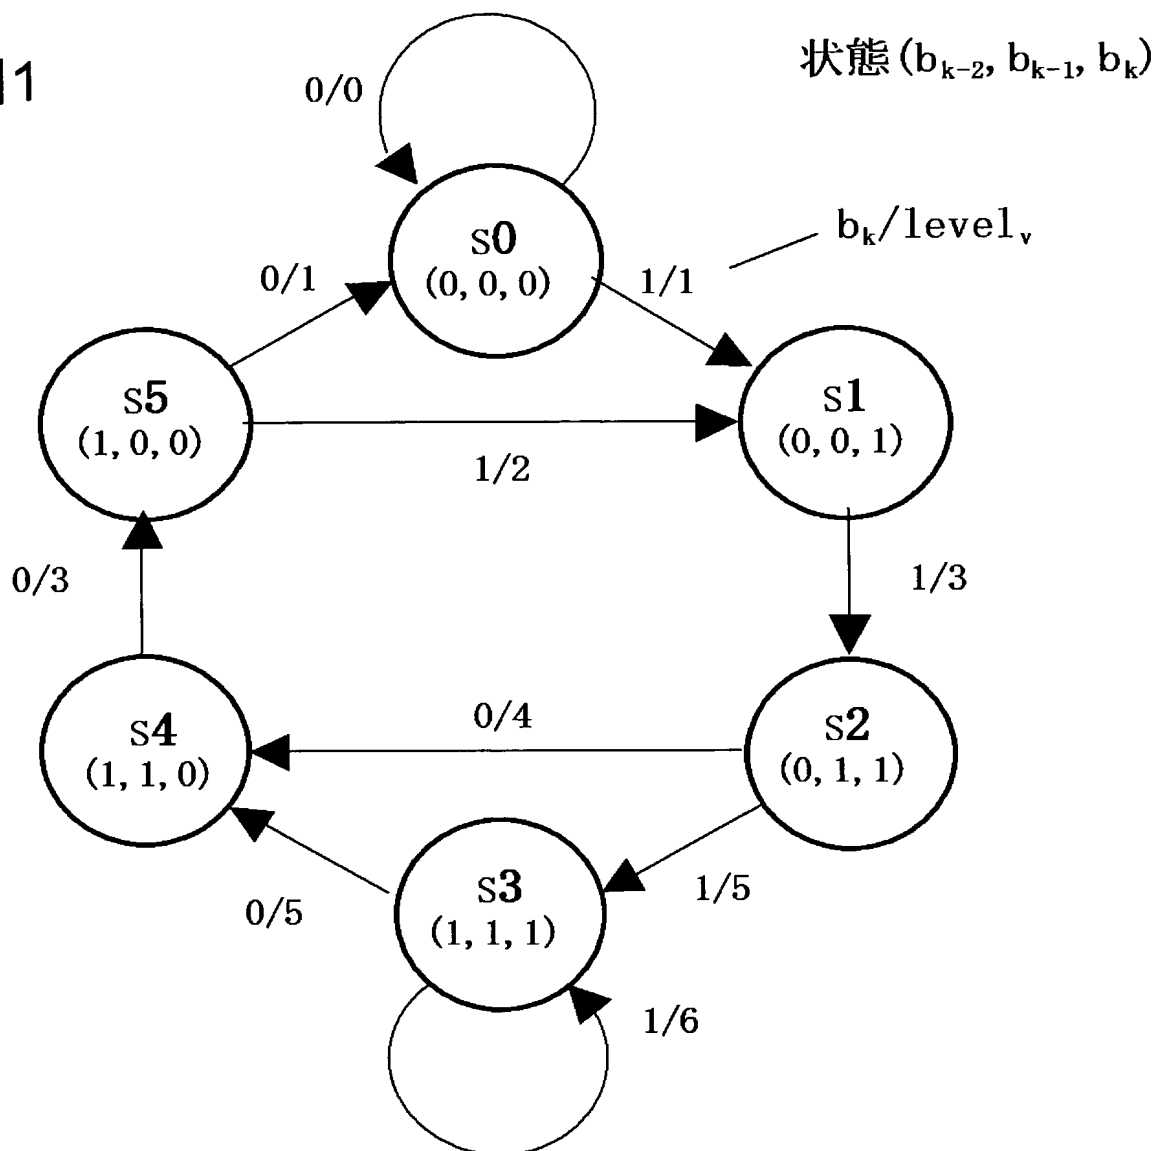 1
状態(b_{k-2}, b_{k-1}, b_k)
0/0
b_k/level_v
S0
(0, 0, 0)
0/1
1/1
S5
(1, 0, 0)
S1
(0, 0, 1)
1/2
0/3
1/3
S4
(1, 1, 0)
0/4
S2
(0, 1, 1)
S3
(1, 1, 1)
0/5
1/5
1/6